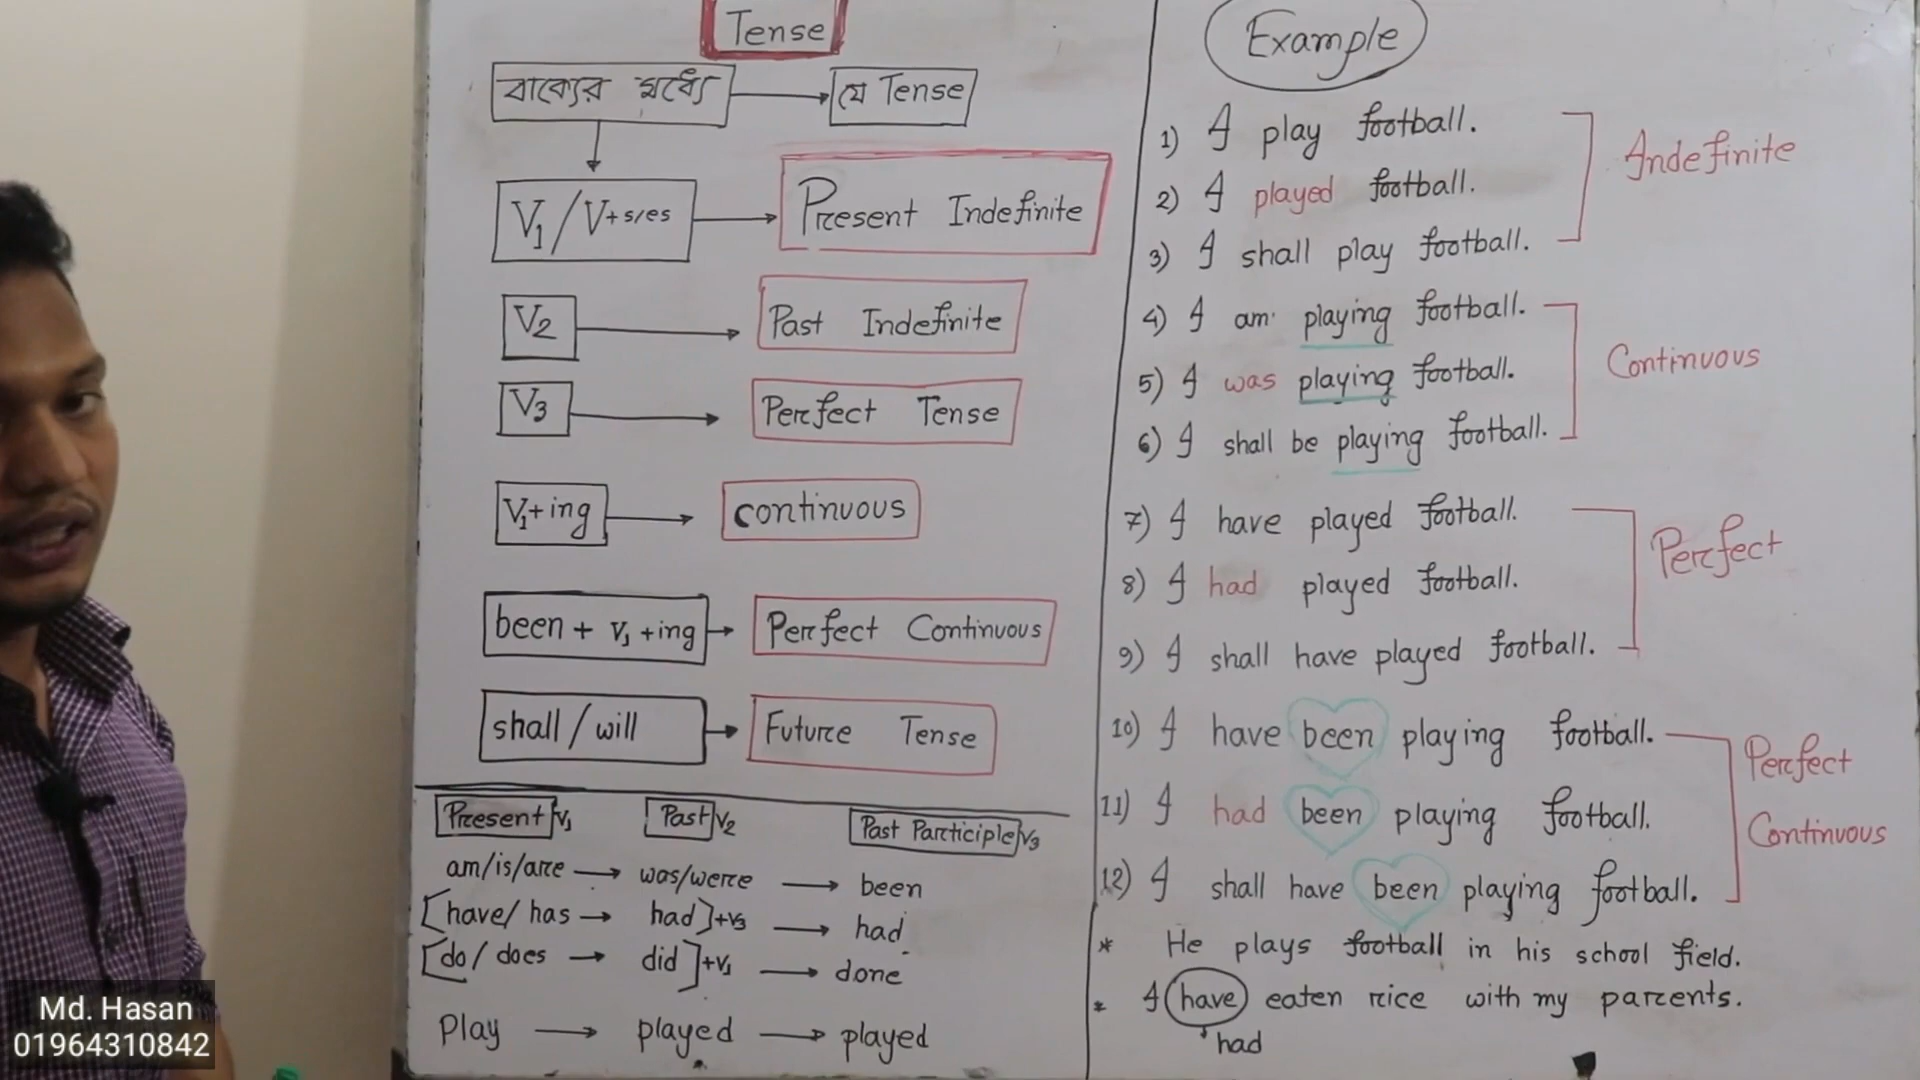 Tense
বাক্যের মধ্যে → যে Tense
V1 / V+s/es → Present Indefinite
V2 → Past Indefinite
V3 → Perfect Tense
V1+ing → continuous
been + V1 +ing → Perfect Continuous
shall / will → Future Tense
Present V1 Past V2 Past Participle V3
am/is/are → was/were → been
[have/ has → had]+V3 → had
[do/ does → did]+V1 → done
Play → played → played
Example
1) I play football.
2) I played football.
3) I shall play football.
Indefinite
4) I am playing football.
5) I was playing football.
6) I shall be playing football.
Continuous
7) I have played football.
8) I had played football.
9) I shall have played football.
Perfect
10) I have been playing football.
11) I had been playing football.
12) I shall have been playing football.
Perfect
Continuous
* He plays football in his school field.
* I have eaten rice with my parents.
had
Md. Hasan
01964310842